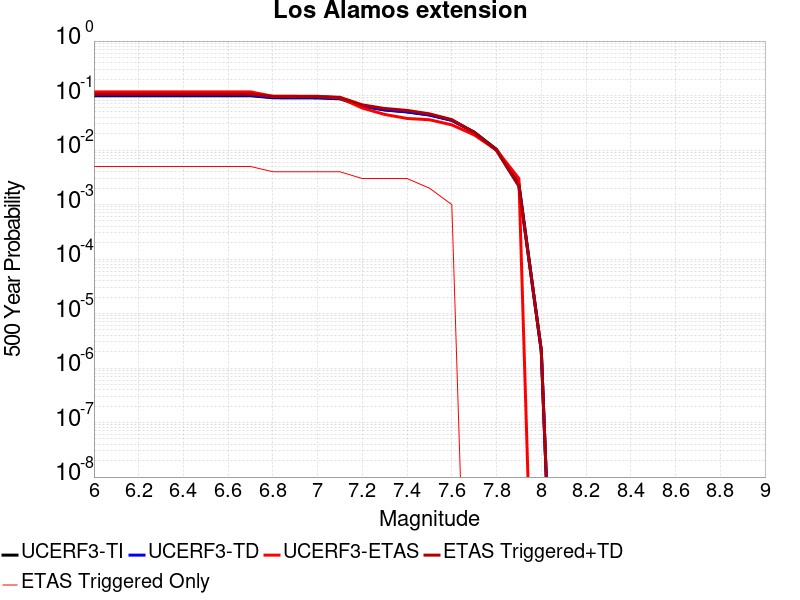 Los Alamos extension
10^0
10^-1
10^-2
10^-3
10^-4
10^-5
10^-6
10^-7
10^-8
500 Year Probability
6 6.2 6.4 6.6 6.8 7 7.2 7.4 7.6 7.8 8 8.2 8.4 8.6 8.8 9
Magnitude
UCERF3-TI UCERF3-TD UCERF3-ETAS ETAS Triggered+TD
ETAS Triggered Only